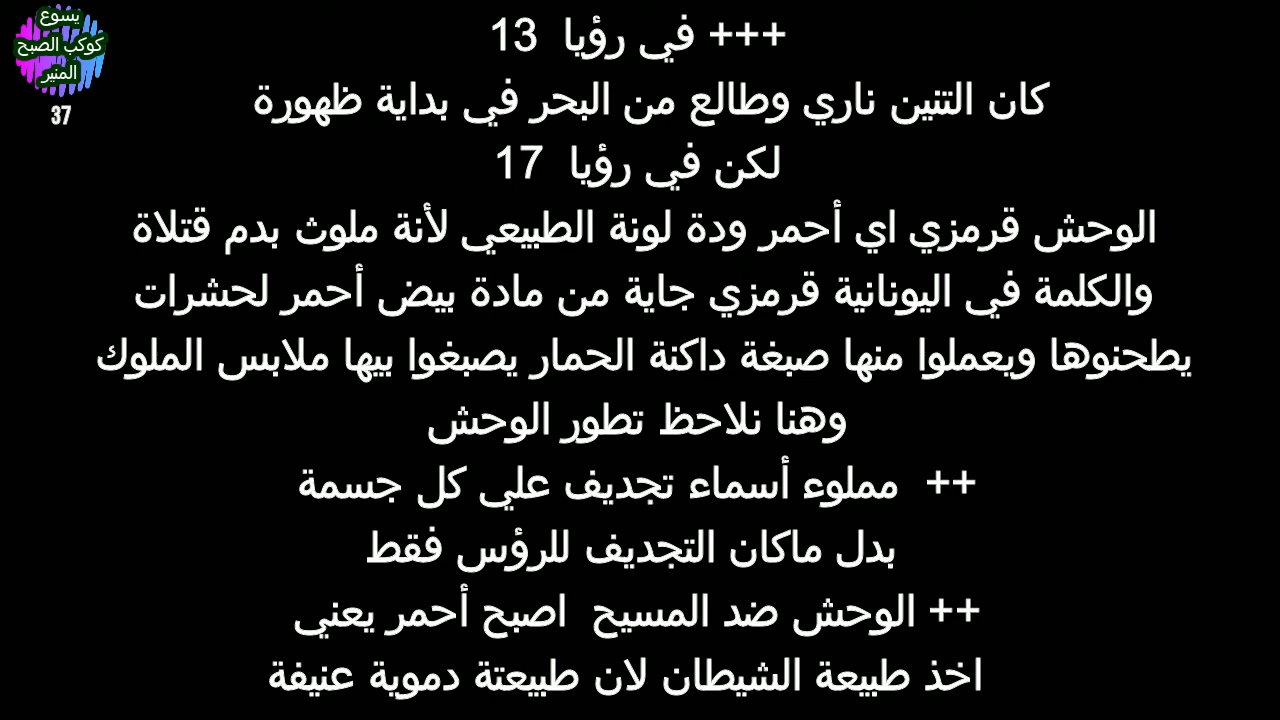 يسوع
كوكب الصبح
المنير
37
+++ في رؤيا 13
كان التنين ناري وطالع من البحر في بداية ظهورة
لكن في رؤيا 17
الوحش قرمزي اي أحمر ودة لونة الطبيعي لأنة ملوث بدم قتلاة
والكلمة في اليونانية قرمزي جاية من مادة بيض أحمر لحشرات
يطحنوها ويعملوا منها صبغة داكنة الحمار يصبغوا بيها ملابس الملوك
وهنا نلاحظ تطور الوحش
++ مملوء أسماء تجديف علي كل جسمة
بدل ماكان التجديف للرؤس فقط
++ الوحش ضد المسيح اصبح أحمر يعني
اخذ طبيعة الشيطان لان طبيعتة دموية عنيفة